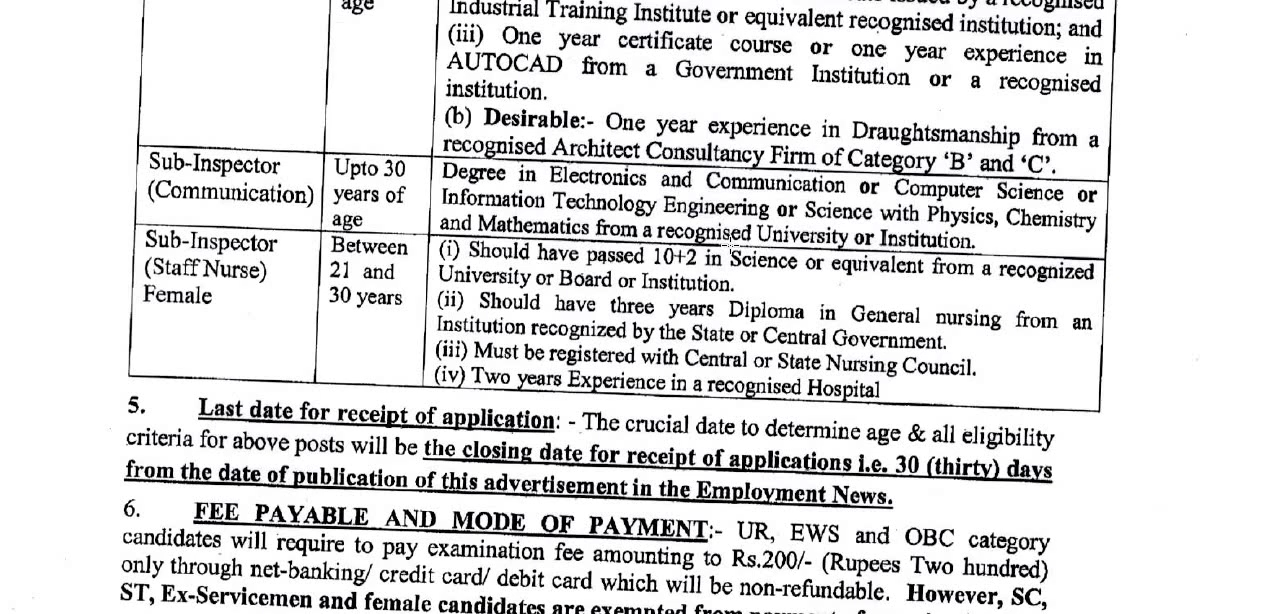 age
Industrial Training Institute or equivalent recognised institution; and
(iii) One year certificate course or one year experience in
AUTOCAD from a Government Institution or a recognised
institution.
(b) Desirable:- One year experience in Draughtsmanship from a
recognised Architect Consultancy Firm of Category ‘B’ and ‘C’.
Sub-Inspector
(Communication)
Upto 30
years of
age
Degree in Electronics and Communication or Computer Science or
Information Technology Engineering or Science with Physics, Chemistry
and Mathematics from a recognised University or Institution.
Sub-Inspector
(Staff Nurse)
Female
Between
21 and
30 years
(i) Should have passed 10+2 in Science or equivalent from a recognized
University or Board or Institution.
(ii) Should have three years Diploma in General nursing from an
Institution recognized by the State or Central Government.
(iii) Must be registered with Central or State Nursing Council.
(iv) Two years Experience in a recognised Hospital
5. Last date for receipt of application: - The crucial date to determine age & all eligibility
criteria for above posts will be the closing date for receipt of applications i.e. 30 (thirty) days
from the date of publication of this advertisement in the Employment News.
6. FEE PAYABLE AND MODE OF PAYMENT:- UR, EWS and OBC category
candidates will require to pay examination fee amounting to Rs.200/- (Rupees Two hundred)
only through net-banking/ credit card/ debit card which will be non-refundable. However, SC,
ST, Ex-Servicemen and female candidates are exempted from